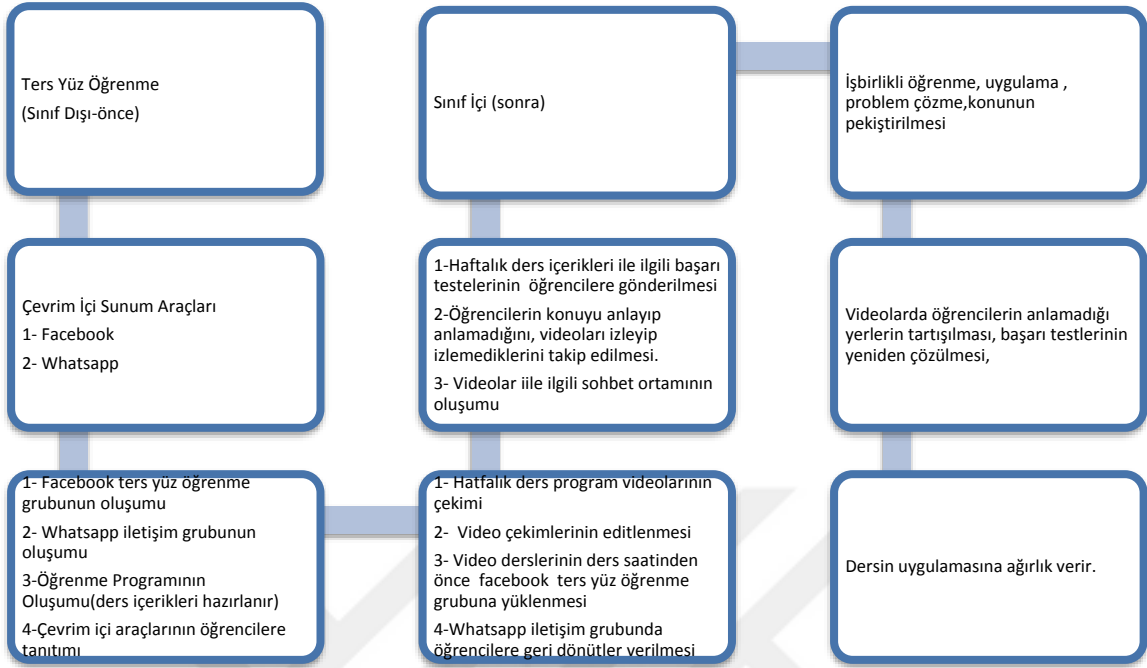 Ters Yüz Öğrenme
(Sınıf Dışı-önce)
Çevrim İçi Sunum Araçları
1- Facebook
2- Whatsapp
1- Facebook ters yüz öğrenme
grubunun oluşumu
2- Whatsapp iletişim grubunun
oluşumu
3-Öğrenme Programının
Oluşumu(ders içerikleri hazırlanır)
4-Çevrim içi araçlarının öğrencilere
tanıtımı
1- Hatfalık ders program videolarının
çekimi
2- Video çekimlerinin editlenmesi
3- Video derslerinin ders saatinden
önce facebook ters yüz öğrenme
grubuna yüklenmesi
4-Whatsapp iletişim grubunda
öğrencilere geri dönütler verilmesi
1-Haftalık ders içerikleri ile ilgili başarı
testelerinin öğrencilere gönderilmesi
2-Öğrencilerin konuyu anlayıp
anlamadığını, videoları izleyip
izlemediklerini takip edilmesi.
3- Videolar iile ilgili sohbet ortamının
oluşumu
Sınıf İçi (sonra)
İşbirlikli öğrenme, uygulama ,
problem çözme,konunun
pekiştirilmesi
Videolarda öğrencilerin anlamadığı
yerlerin tartışılması, başarı testlerinin
yeniden çözülmesi,
Dersin uygulamasına ağırlık verir.